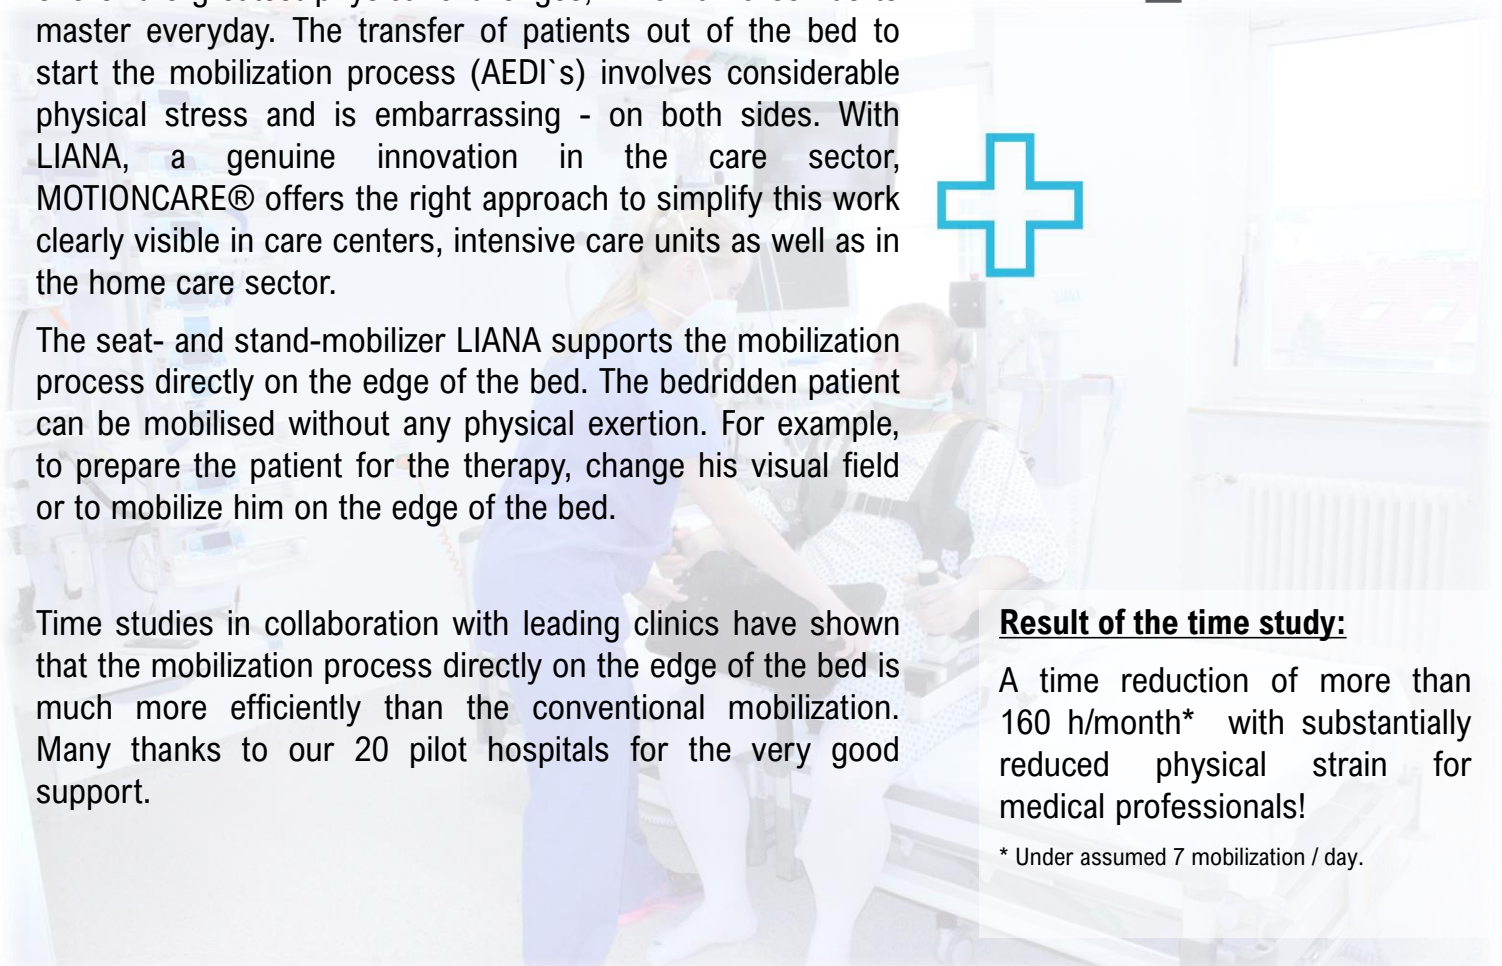 master everyday. The transfer of patients out of the bed to
start the mobilization process (AEDI`s) involves considerable
physical stress and is embarrassing - on both sides. With
LIANA, a genuine innovation in the care sector,
MOTIONCARE® offers the right approach to simplify this work
clearly visible in care centers, intensive care units as well as in
the home care sector.
The seat- and stand-mobilizer LIANA supports the mobilization
process directly on the edge of the bed. The bedridden patient
can be mobilised without any physical exertion. For example,
to prepare the patient for the therapy, change his visual field
or to mobilize him on the edge of the bed.
Time studies in collaboration with leading clinics have shown
that the mobilization process directly on the edge of the bed is
much more efficiently than the conventional mobilization.
Many thanks to our 20 pilot hospitals for the very good
support.
Result of the time study:
A time reduction of more than
160 h/month* with substantially
reduced physical strain for
medical professionals!
* Under assumed 7 mobilization / day.